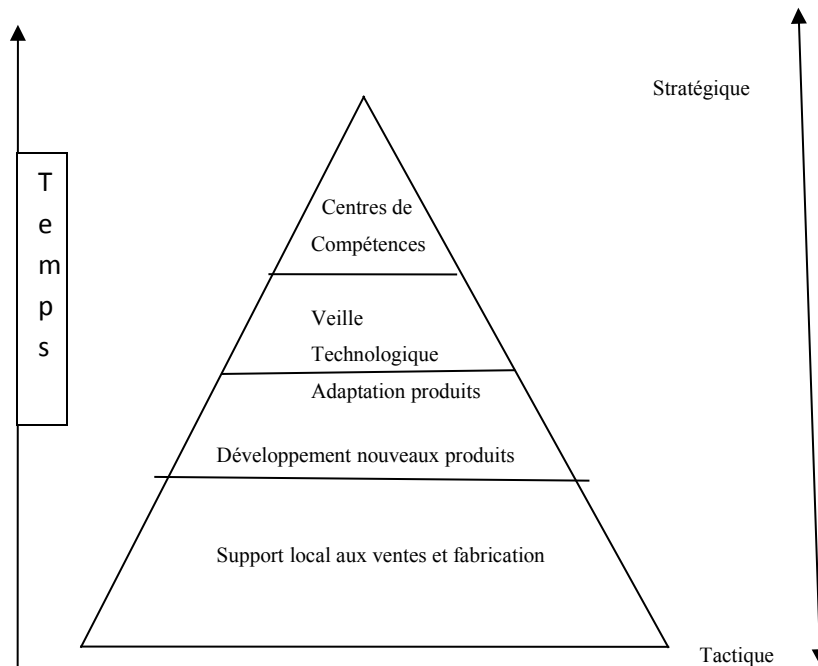 Stratégique
T
e
m
p
s
Centres de
Compétences
Veille
Technologique
Adaptation produits
Développement nouveaux produits
Support local aux ventes et fabrication
Tactique